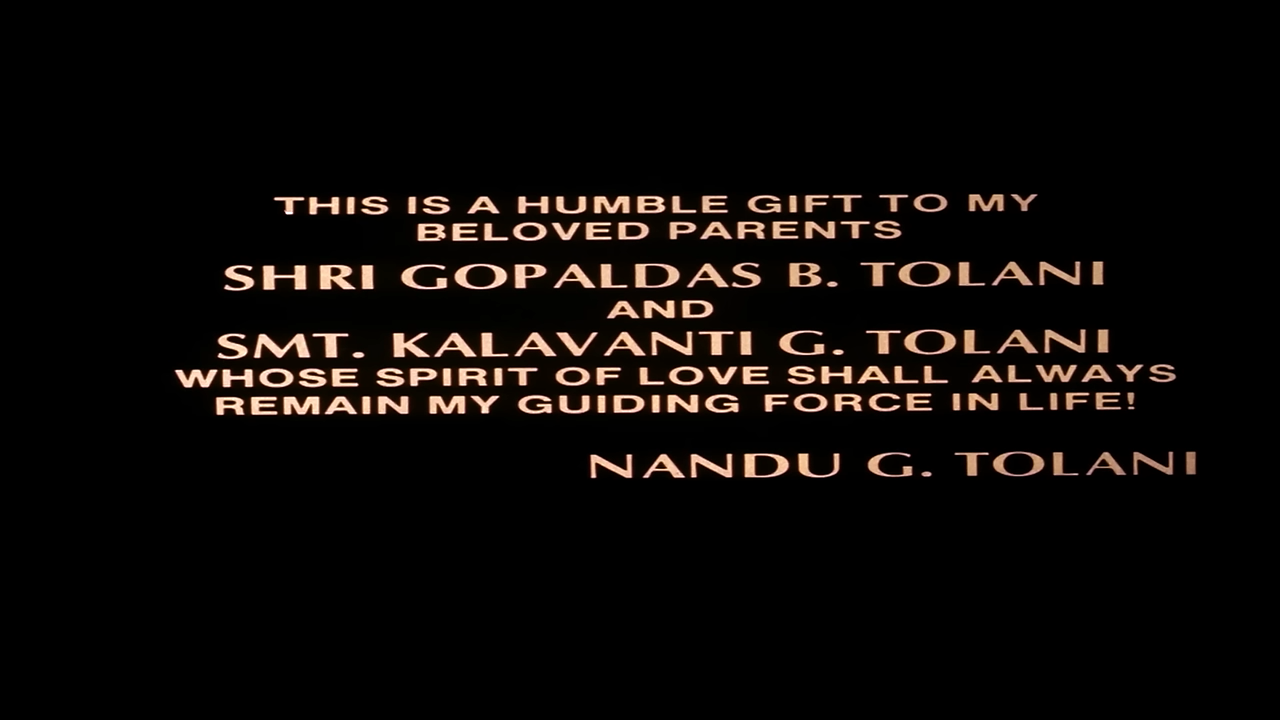 THIS IS A HUMBLE GIFT TO MY
BELOVED PARENTS
SHRI GOPALDAS B. TOLANI
AND
SMT. KALAVANTI G. TOLANI
WHOSE SPIRIT OF LOVE SHALL ALWAYS
REMAIN MY GUIDING FORCE IN LIFE!
NANDU G. TOLANI